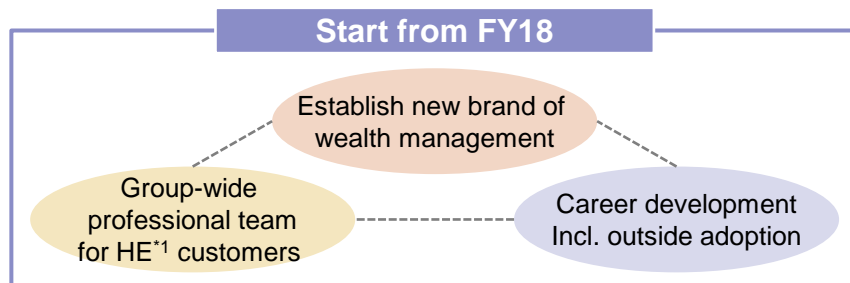 Start from FY18
Establish new brand of
wealth management
Group-wide
professional team
for HE*1 customers
Career development
Incl. outside adoption